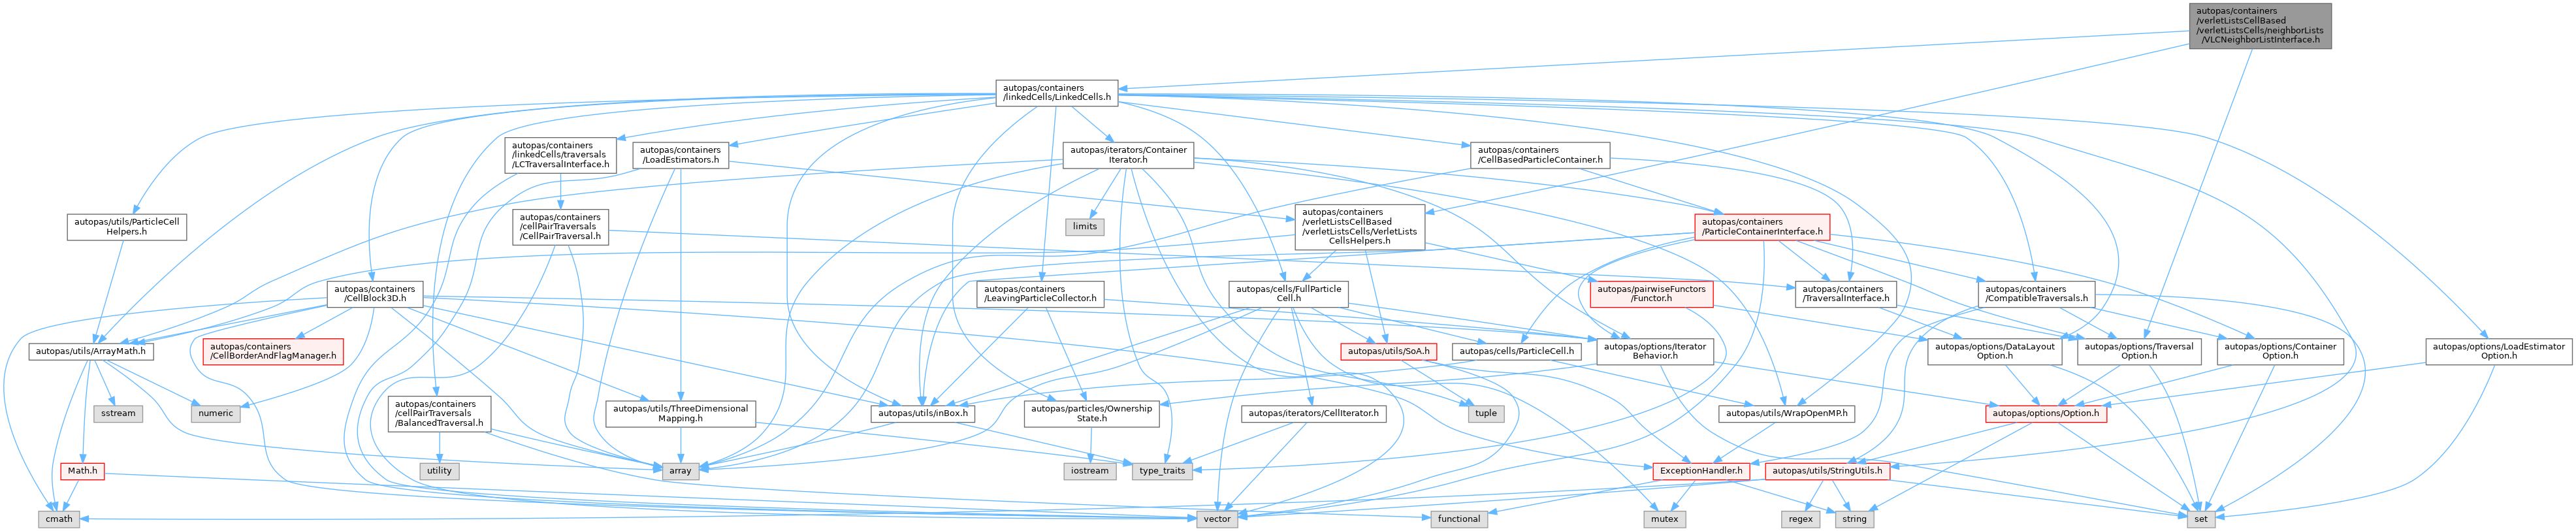 autopas/containers
/verletListsCellBased
/verletListsCells/neighborLists
/VLCNeighborListInterface.h
autopas/containers
/linkedCells/LinkedCells.h
autopas/containers
/linkedCells/traversals
/LCTraversalInterface.h
autopas/containers
/LoadEstimators.h
autopas/iterators/Container
Iterator.h
autopas/containers
/CellBasedParticleContainer.h
autopas/utils/ParticleCell
Helpers.h
autopas/containers
/cellPairTraversals
/CellPairTraversal.h
limits
autopas/containers
/verletListsCellBased
/verletListsCells/VerletLists
CellsHelpers.h
autopas/containers
/ParticleContainerInterface.h
autopas/containers
/CellBlock3D.h
autopas/containers
/LeavingParticleCollector.h
autopas/cells/FullParticle
Cell.h
autopas/pairwiseFunctors
/Functor.h
autopas/containers
/TraversalInterface.h
autopas/containers
/CompatibleTraversals.h
autopas/utils/ArrayMath.h
autopas/containers
/CellBorderAndFlagManager.h
autopas/utils/SoA.h
autopas/cells/ParticleCell.h
autopas/options/Iterator
Behavior.h
autopas/options/DataLayout
Option.h
autopas/options/Traversal
Option.h
autopas/options/Container
Option.h
autopas/options/LoadEstimator
Option.h
sstream
numeric
autopas/containers
/cellPairTraversals
/BalancedTraversal.h
autopas/utils/ThreeDimensional
Mapping.h
autopas/utils/inBox.h
autopas/particles/Ownership
State.h
autopas/iterators/CellIterator.h
tuple
autopas/utils/WrapOpenMP.h
autopas/options/Option.h
Math.h
utility
array
type_traits
iostream
ExceptionHandler.h
autopas/utils/StringUtils.h
cmath
vector
functional
mutex
regex
string
set